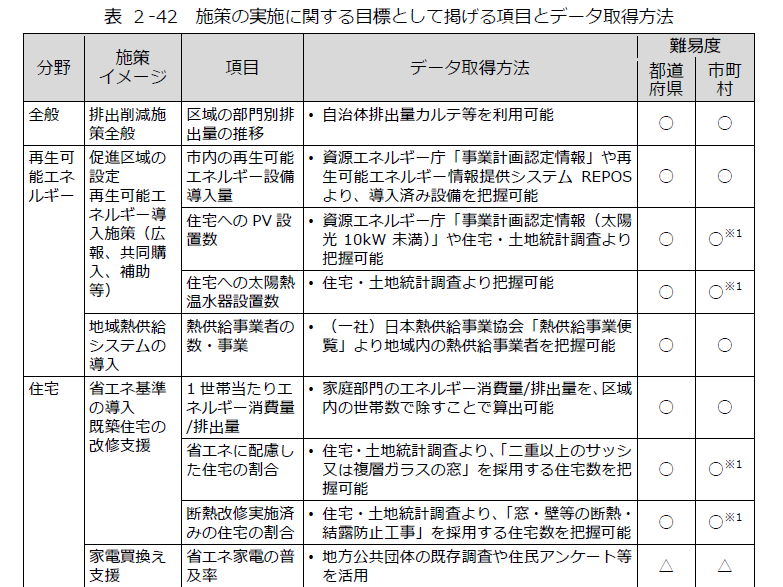 表 2-42 施策の実施に関する目標として掲げる項目とデータ取得方法
分野
施策
イメージ
項目
データ取得方法
難易度
都道
府県
市町
村
全般
排出削減施
策全般
区域の部門別排
出量の推移
• 自治体排出量カルテ等を利用可能
○
○
再生可
能エネ
ルギー
促進区域の
設定
再生可能エ
ネルギー導
入施策（広
報、共同購
入、補助
等）
市内の再生可能
エネルギー設備
導入量
• 資源エネルギー庁「事業計画認定情報」や再
生可能エネルギー情報提供システム REPOS
より、導入済み設備を把握可能
○
○
住宅への PV 設
置数
• 資源エネルギー庁「事業計画認定情報（太陽
光 10kW 未満）」や住宅・土地統計調査より
把握可能
○
○※1
住宅への太陽熱
温水器設置数
• 住宅・土地統計調査より把握可能
○
○※1
地域熱供給
システムの
導入
熱供給事業者の
数・事業
• （一社）日本熱供給事業協会「熱供給事業便
覧」より地域内の熱供給事業者を把握可能
○
○
住宅
省エネ基準
の導入
既築住宅の
改修支援
1 世帯当たりエ
ネルギー消費量
/排出量
• 家庭部門のエネルギー消費量/排出量を、区域
内の世帯数で除すことで算出可能
○
○
省エネに配慮し
た住宅の割合
• 住宅・土地統計調査より、「二重以上のサッシ
又は複層ガラスの窓」を採用する住宅数を把
握可能
○
○※1
断熱改修実施済
みの住宅の割合
• 住宅・土地統計調査より、「窓・壁等の断熱・
結露防止工事」を採用する住宅数を把握可能
○
○※1
家電買換え
支援
省エネ家電の普
及率
• 地方公共団体の既存調査や住民アンケート等
を活用
△
△